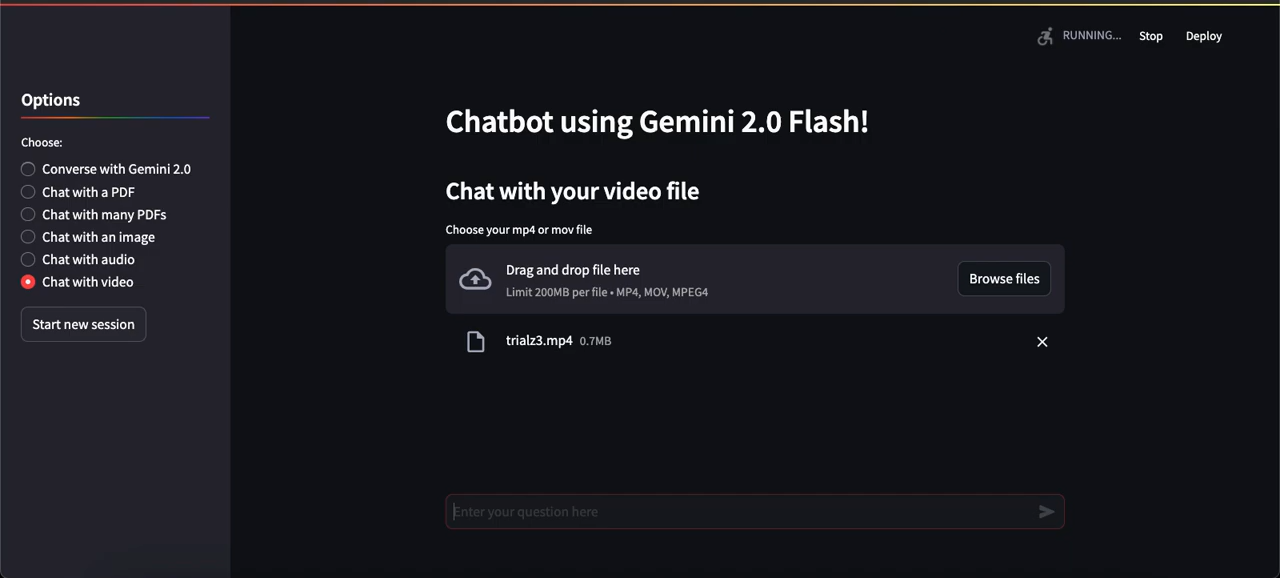 RUNNING...
Stop
Deploy
Options
Choose:
Converse with Gemini 2.0
Chat with a PDF
Chat with many PDFs
Chat with an image
Chat with audio
Chat with video
Start new session
Chatbot using Gemini 2.0 Flash!
Chat with your video file
Choose your mp4 or mov file
Drag and drop file here
Limit 200MB per file • MP4, MOV, MPEG4
Browse files
trialz3.mp4 0.7MB
Enter your question here